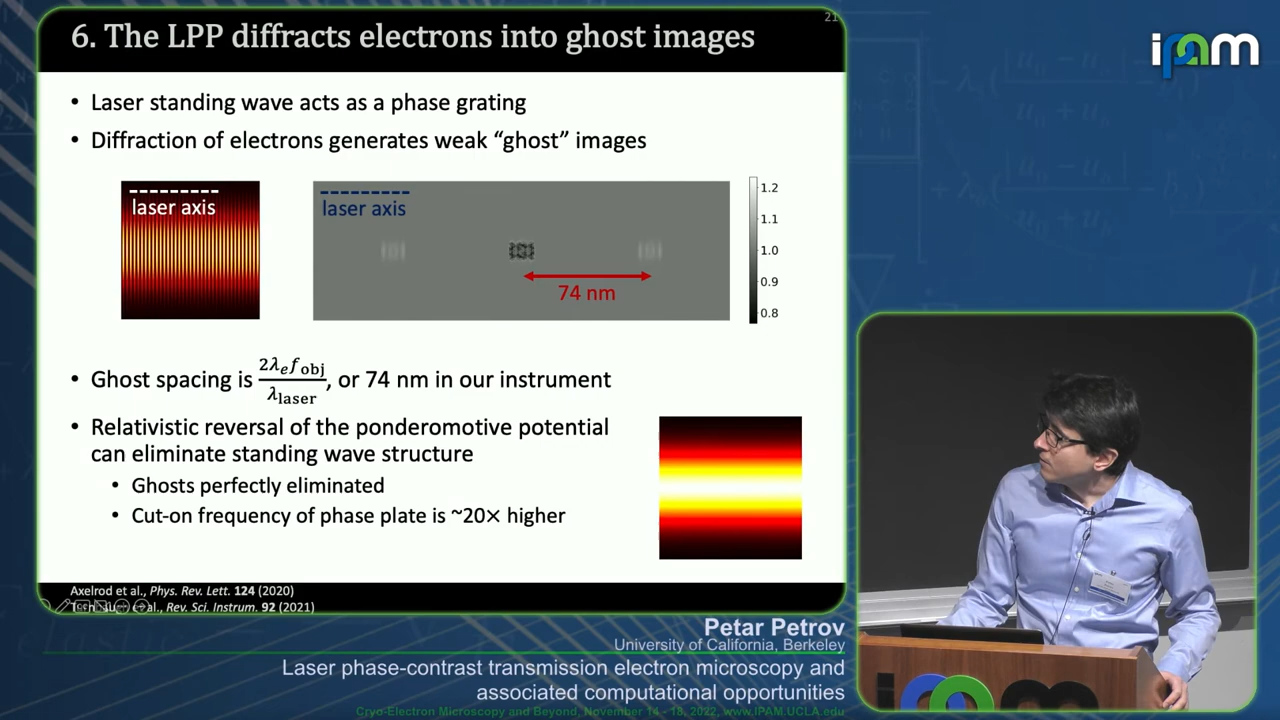 21
6. The LPP diffracts electrons into ghost images
ipam
• Laser standing wave acts as a phase grating
• Diffraction of electrons generates weak “ghost” images
laser axis
laser axis
74 nm
1.2
1.1
1.0
0.9
0.8
• Ghost spacing is 2λₑf_obj/λ_laser, or 74 nm in our instrument
• Relativistic reversal of the ponderomotive potential
can eliminate standing wave structure
• Ghosts perfectly eliminated
• Cut-on frequency of phase plate is ~20× higher
Axelrod et al., Phys. Rev. Lett. 124 (2020)
et al., Rev. Sci. Instrum. 92 (2021)
Petar Petrov
University of California, Berkeley
Laser phase-contrast transmission electron microscopy and
associated computational opportunities
Cryo-Electron Microscopy and Beyond, November 14 - 18, 2022, www.IPAM.UCLA.edu